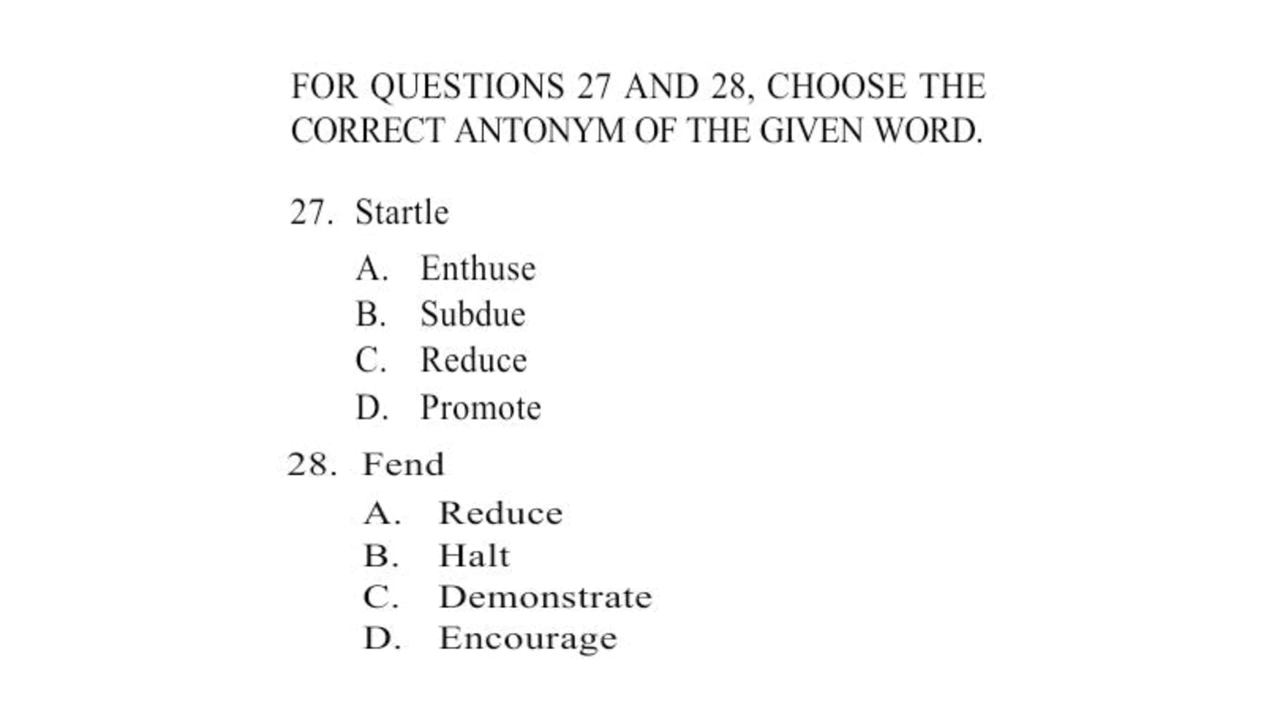 FOR QUESTIONS 27 AND 28, CHOOSE THE
CORRECT ANTONYM OF THE GIVEN WORD.
27. Startle
A. Enthuse
B. Subdue
C. Reduce
D. Promote
28. Fend
A. Reduce
B. Halt
C. Demonstrate
D. Encourage